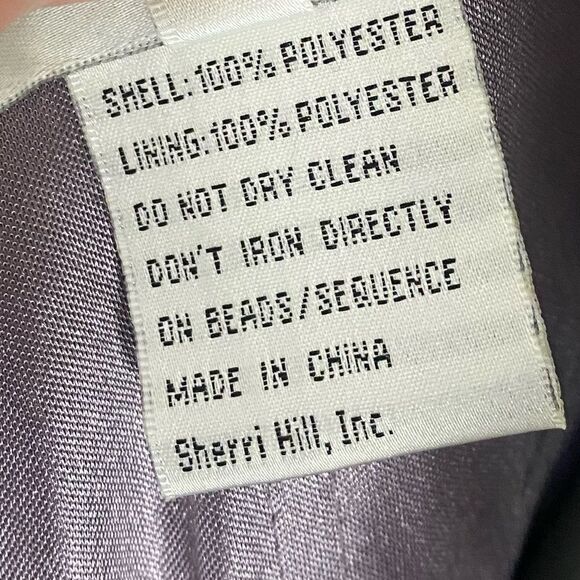 SHELL:100% POLYESTER
LINING:100% POLYESTER
DO NOT DRY CLEAN
DON'T IRON DIRECTLY
ON BEADS/SEQUENCE
MADE IN CHINA
Sherri Hill, Inc.